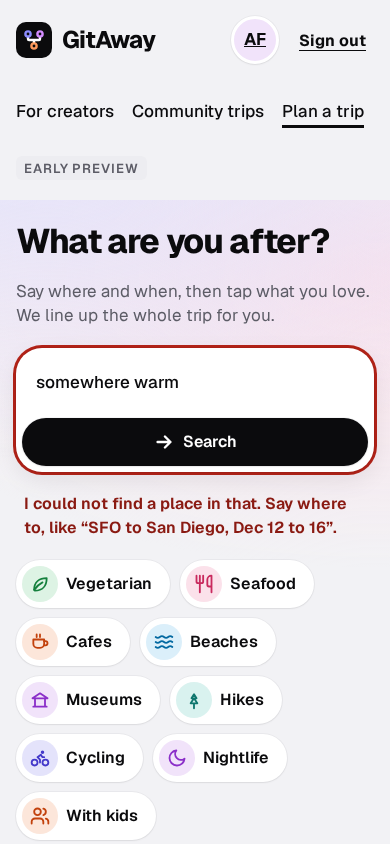 GitAway
AF
Sign out
For creators
Community trips
Plan a trip
EARLY PREVIEW
What are you after?
Say where and when, then tap what you love.
We line up the whole trip for you.
somewhere warm
Search
I could not find a place in that. Say where
to, like “SFO to San Diego, Dec 12 to 16”.
Vegetarian
Seafood
Cafes
Beaches
Museums
Hikes
Cycling
Nightlife
With kids